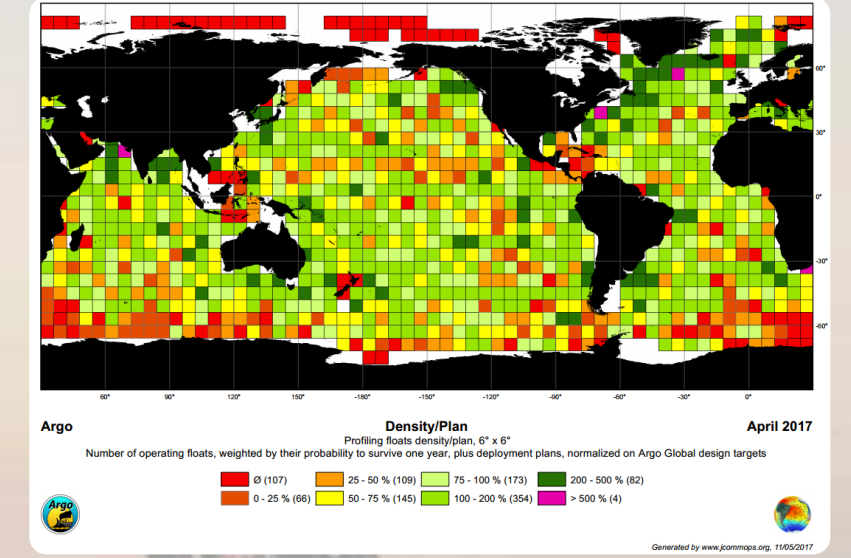 60°
30°
0°
-30°
-60°
60° 90° 120° 150° -180° -150° -120° -90° -60° -30° 0°
Argo Density/Plan April 2017
Profiling floats density/plan, 6° x 6°
Number of operating floats, weighted by their probability to survive one year, plus deployment plans, normalized on Argo Global design targets
Ø (107) 25 - 50 % (109) 75 - 100 % (173) 200 - 500 % (82)
0 - 25 % (66) 50 - 75 % (145) 100 - 200 % (354) > 500 % (4)
Argo
Generated by www.jcommops.org, 11/05/2017